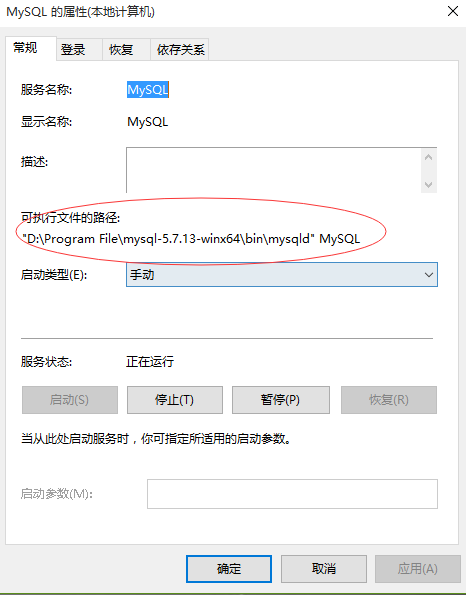 MySQL 的属性(本地计算机)
常规 登录 恢复 依存关系
服务名称: MySQL
显示名称: MySQL
描述:
可执行文件的路径:
"D:\Program File\mysql-5.7.13-winx64\bin\mysqld" MySQL
启动类型(E): 手动
服务状态: 正在运行
启动(S) 停止(T) 暂停(P) 恢复(R)
当从此处启动服务时，你可指定所适用的启动参数。
启动参数(M):
确定 取消 应用(A)